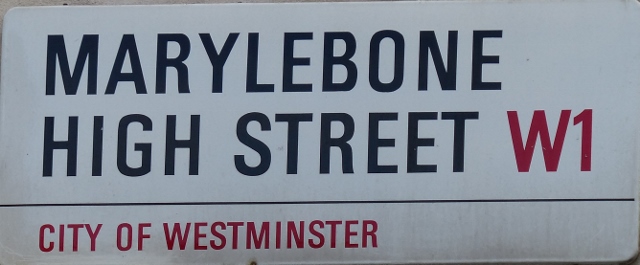 MARYLEBONE
HIGH STREET W1
CITY OF WESTMINSTER